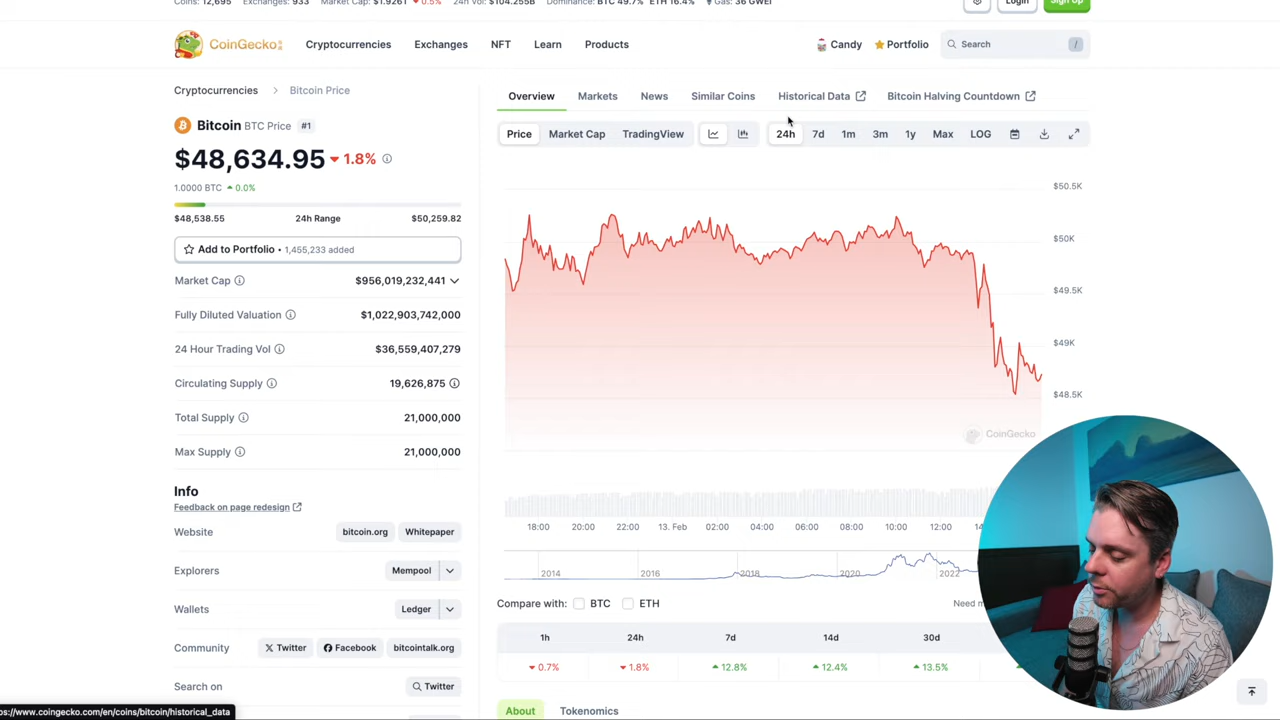 Coins: 12,695 Exchanges: 933 Market Cap: $1.926T 0.5% 24h Vol: $104.255B Dominance: BTC 49.7% ETH 16.4% Gas: 36 GWEI
Login
Sign Up
CoinGecko
Cryptocurrencies
Exchanges
NFT
Learn
Products
Candy
Portfolio
Search
/
Cryptocurrencies > Bitcoin Price
Bitcoin BTC Price #1
$48,634.95 1.8%
1.0000 BTC 0.0%
$48,538.55 24h Range $50,259.82
Add to Portfolio • 1,455,233 added
Market Cap $956,019,232,441
Fully Diluted Valuation $1,022,903,742,000
24 Hour Trading Vol $36,559,407,279
Circulating Supply 19,626,875
Total Supply 21,000,000
Max Supply 21,000,000
Info
Feedback on page redesign
Website bitcoin.org Whitepaper
Explorers Mempool
Wallets Ledger
Community Twitter Facebook bitcointalk.org
Search on Twitter
Overview Markets News Similar Coins Historical Data Bitcoin Halving Countdown
Price Market Cap TradingView 24h 7d 1m 3m 1y Max LOG
$50.5K
$50K
$49.5K
$49K
$48.5K
CoinGecko
18:00 20:00 22:00 13. Feb 02:00 04:00 06:00 08:00 10:00 12:00
2014 2016 2018 2020 2022
Compare with: BTC ETH Need
1h 24h 7d 14d 30d
0.7% 1.8% 12.8% 12.4% 13.5%
About Tokenomics
ps://www.coingecko.com/en/coins/bitcoin/historical_data